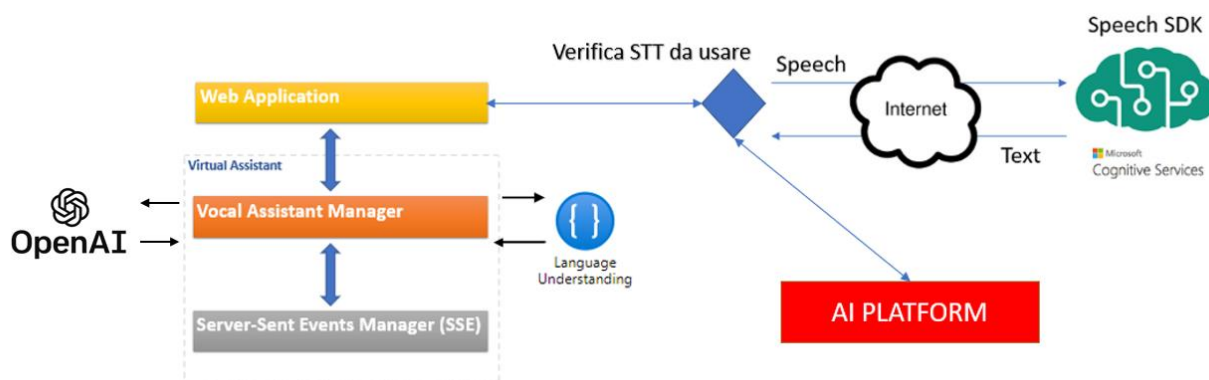 Speech SDK
Verifica STT da usare
Speech
Web Application
Internet
Text
Microsoft
Cognitive Services
Virtual Assistant
Vocal Assistant Manager
OpenAI
{ }
Language
Understanding
AI PLATFORM
Server-Sent Events Manager (SSE)